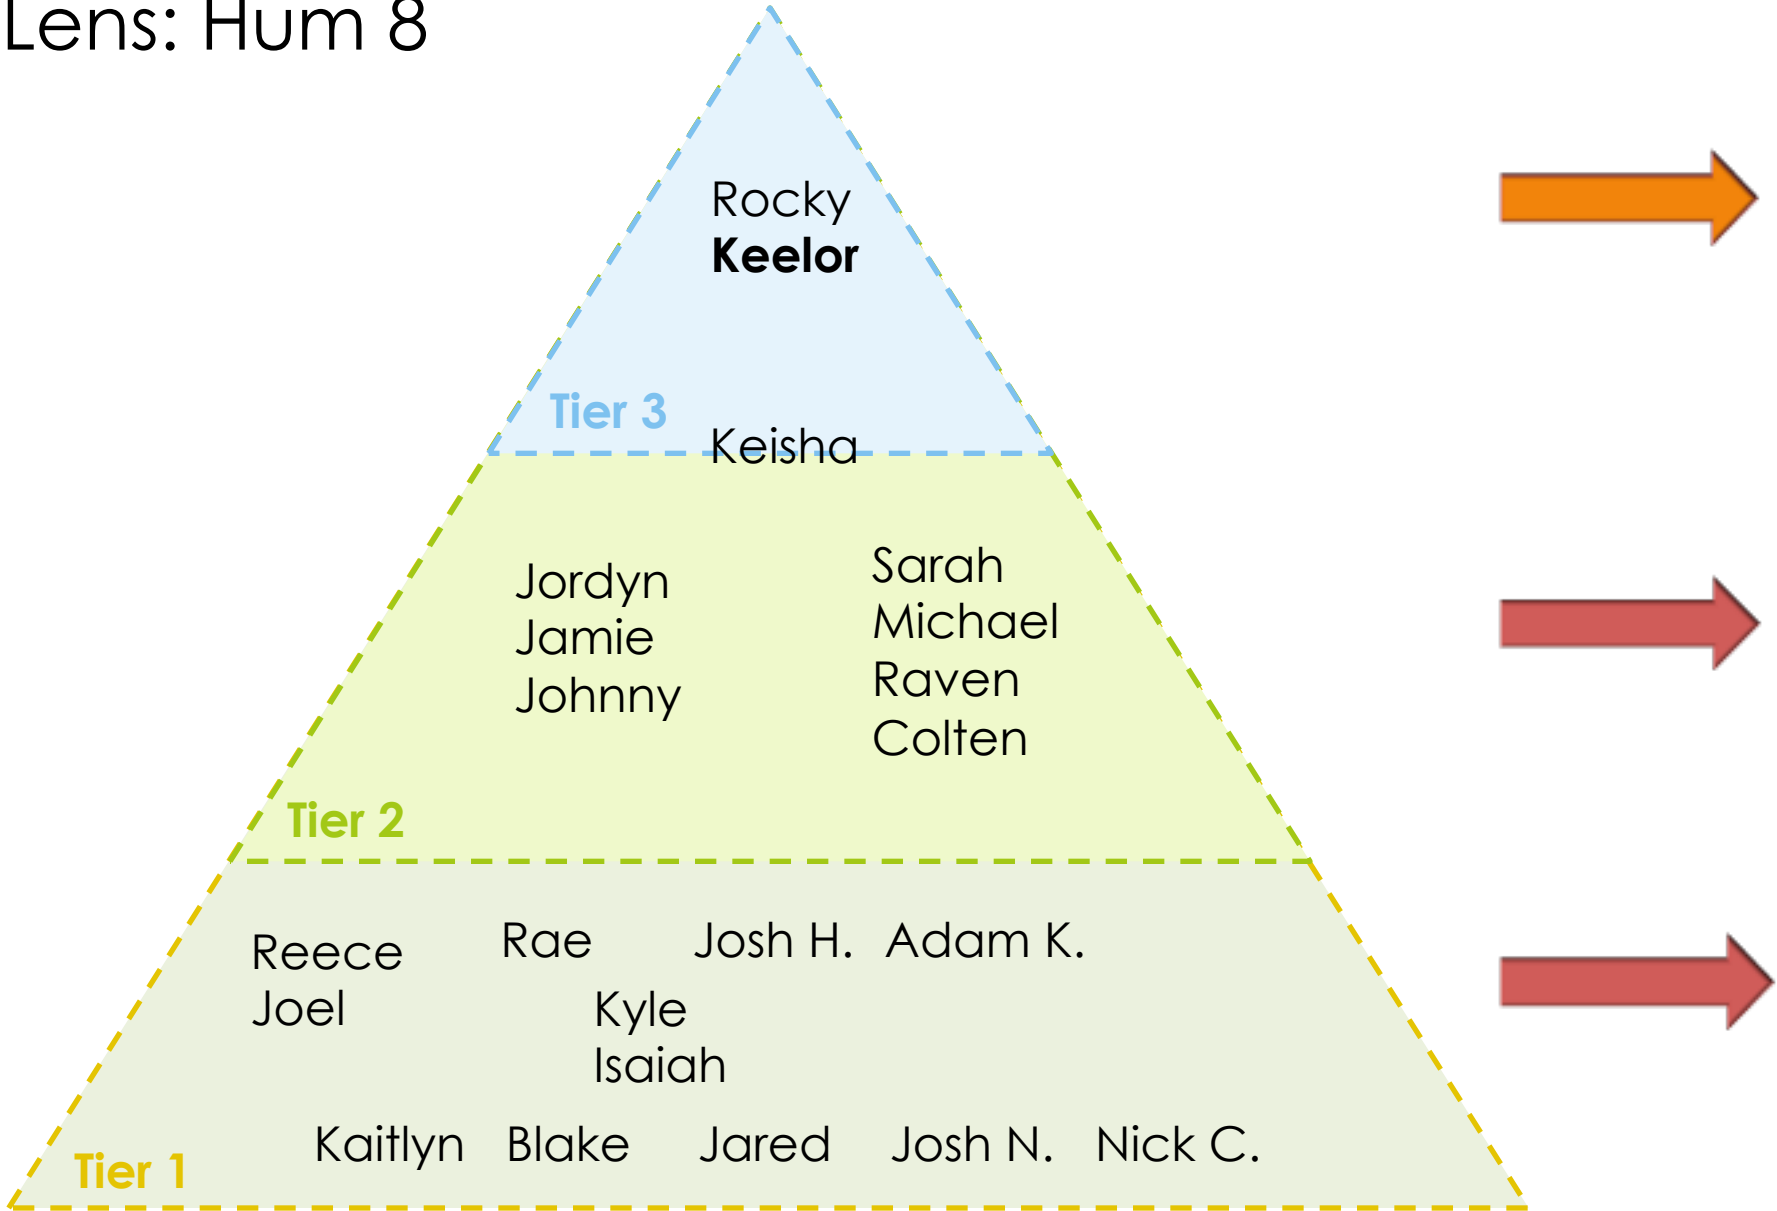 Lens: Hum 8
Rocky
Keelor
Tier 3
Keisha
Jordyn
Jamie
Johnny
Sarah
Michael
Raven
Colten
Tier 2
Reece
Joel
Rae
Josh H.
Adam K.
Kyle
Isaiah
Kaitlyn
Blake
Jared
Josh N.
Nick C.
Tier 1